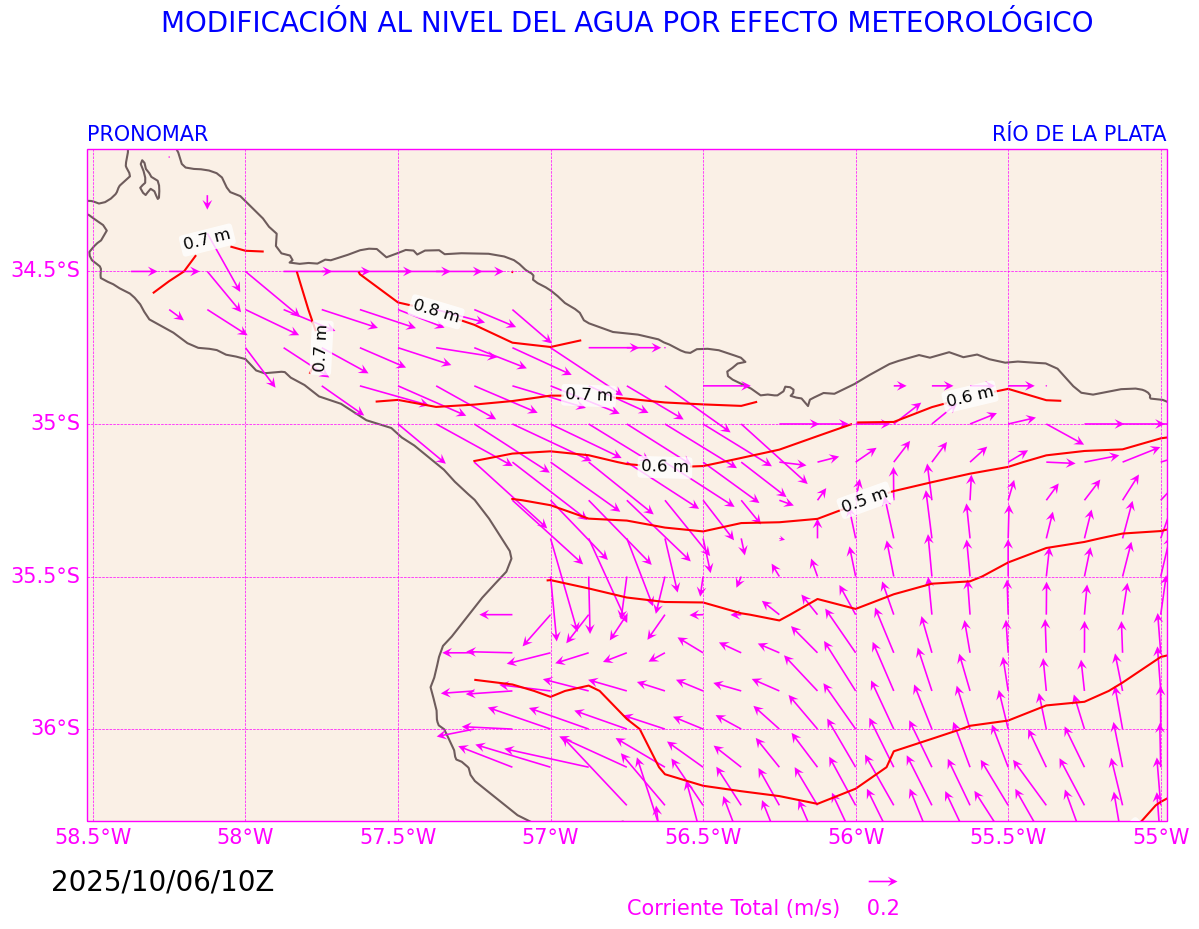 MODIFICACIÓN AL NIVEL DEL AGUA POR EFECTO METEOROLÓGICO
PRONOMAR
RÍO DE LA PLATA
0.7 m
34.5°S
0.8 m
0.7 m
0.7 m
0.6 m
35°S
0.6 m
0.5 m
35.5°S
36°S
58.5°W 58°W 57.5°W 57°W 56.5°W 56°W 55.5°W 55°W
2025/10/06/10Z
Corriente Total (m/s) 0.2